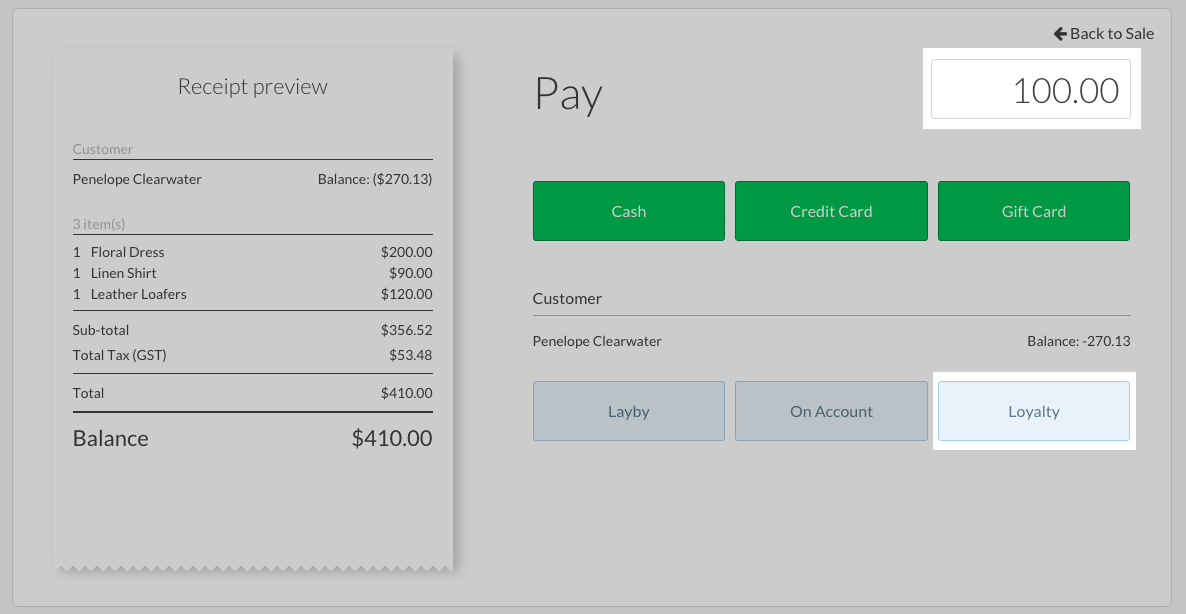 Back to Sale
Receipt preview
Pay
100.00
Customer
Penelope Clearwater Balance: ($270.13)
3 item(s)
1 Floral Dress $200.00
1 Linen Shirt $90.00
1 Leather Loafers $120.00
Sub-total $356.52
Total Tax (GST) $53.48
Total $410.00
Balance $410.00
Cash Credit Card Gift Card
Customer
Penelope Clearwater Balance: -270.13
Layby On Account Loyalty